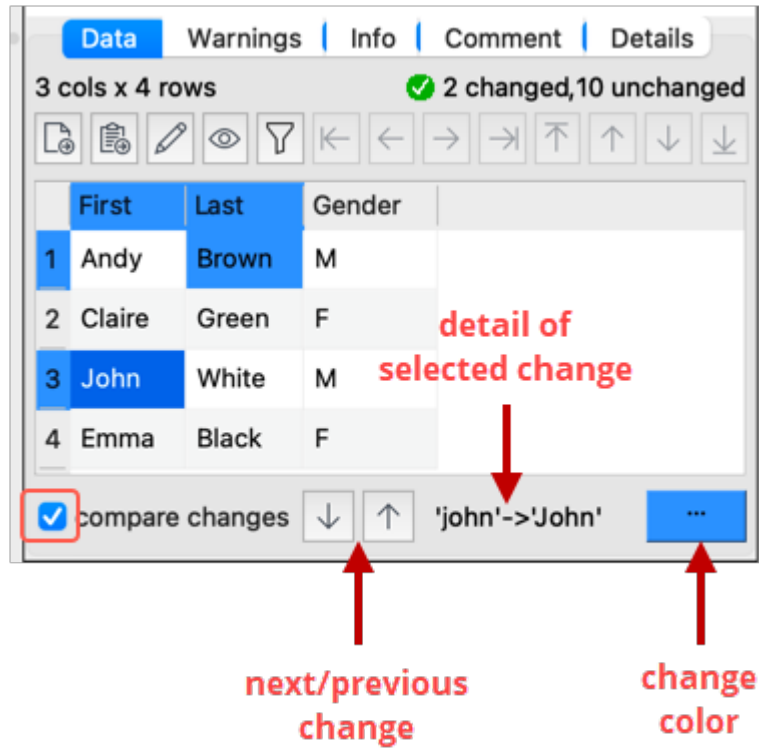 Data Warnings Info Comment Details
3 cols x 4 rows 2 changed,10 unchanged
First Last Gender
1 Andy Brown M
2 Claire Green F
detail of
selected change
3 John White M
4 Emma Black F
compare changes 'john'->'John' ...
next/previous
change
change
color